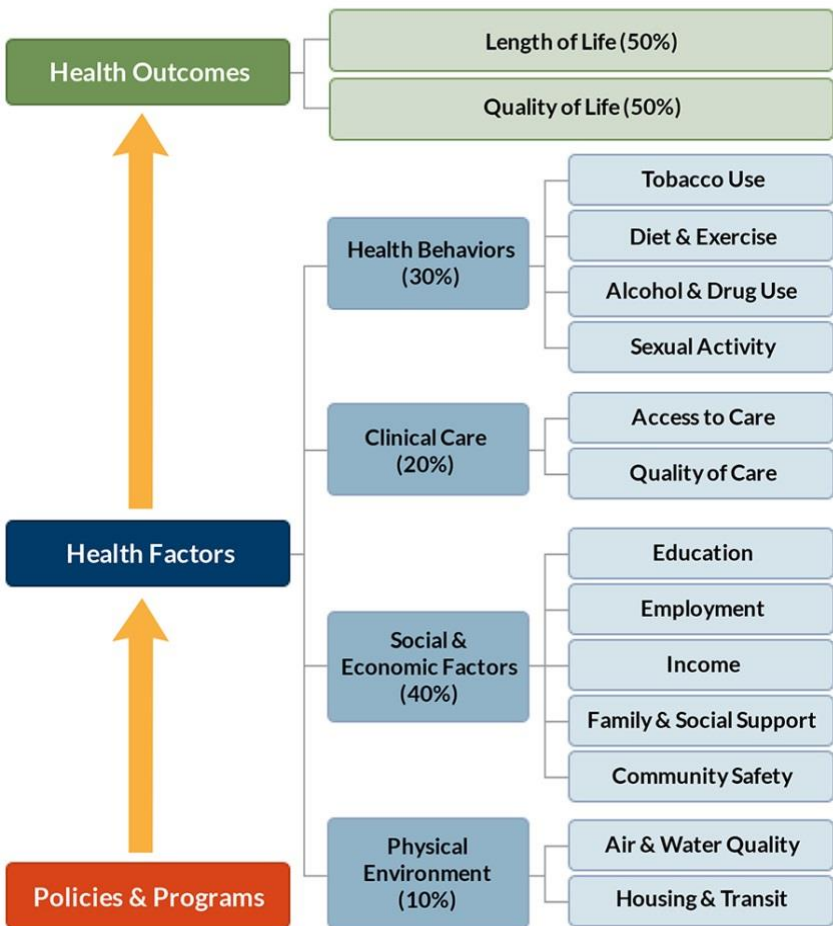 Health Outcomes
Length of Life (50%)
Quality of Life (50%)
Health Behaviors
(30%)
Tobacco Use
Diet & Exercise
Alcohol & Drug Use
Sexual Activity
Clinical Care
(20%)
Access to Care
Quality of Care
Health Factors
Social &
Economic Factors
(40%)
Education
Employment
Income
Family & Social Support
Community Safety
Physical
Environment
(10%)
Air & Water Quality
Housing & Transit
Policies & Programs